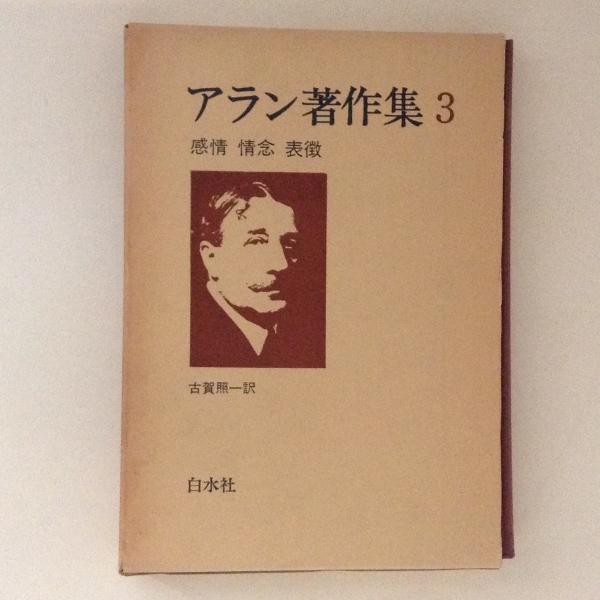 アラン著作集 3
感情 情念 表徴
古賀照一訳
白水社